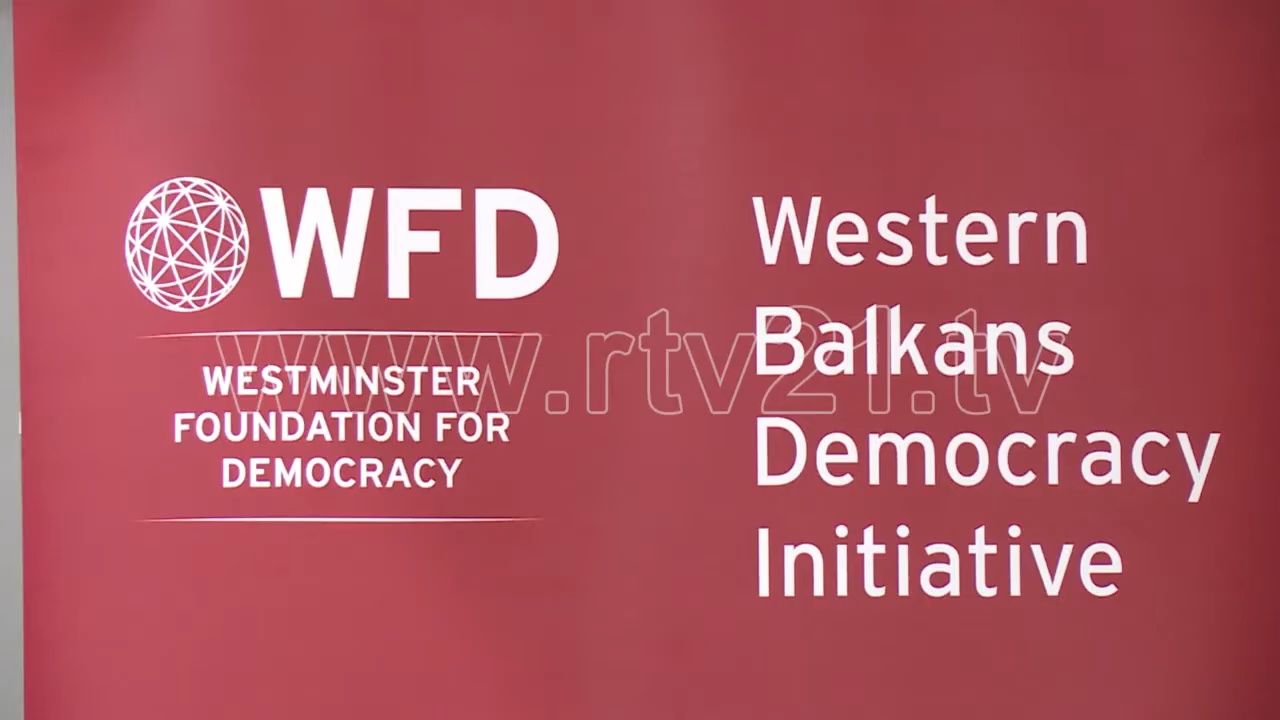 WFD
WESTMINSTER
FOUNDATION FOR
DEMOCRACY
Western
Balkans
Democracy
Initiative
www.rtv21.tv